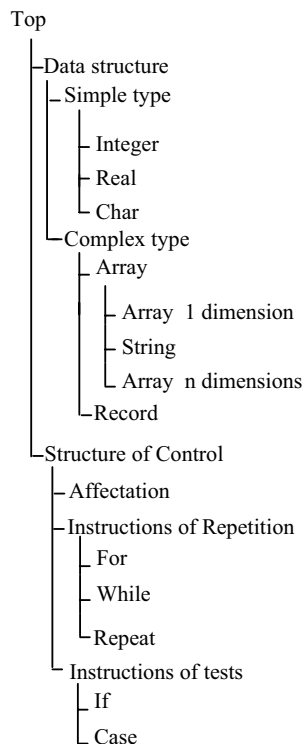 Top
Data structure
Simple type
Integer
Real
Char
Complex type
Array
Array 1 dimension
String
Array n dimensions
Record
Structure of Control
Affectation
Instructions of Repetition
For
While
Repeat
Instructions of tests
If
Case